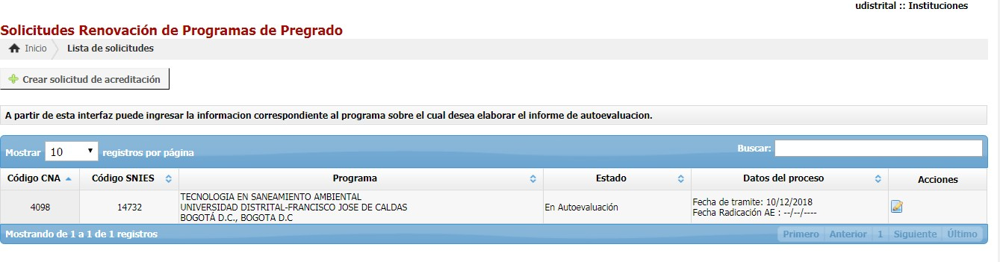 udistrital :: Instituciones
Solicitudes Renovación de Programas de Pregrado
Inicio Lista de solicitudes
Crear solicitud de acreditación
A partir de esta interfaz puede ingresar la informacion correspondiente al programa sobre el cual desea elaborar el informe de autoevaluacion.
Mostrar 10 registros por página Buscar:
Código CNA Código SNIES Programa Estado Datos del proceso Acciones
TECNOLOGIA EN SANEAMIENTO AMBIENTAL
4098 14732 UNIVERSIDAD DISTRITAL-FRANCISCO JOSE DE CALDAS En Autoevaluación Fecha de tramite: 10/12/2018
BOGOTÁ D.C., BOGOTA D.C Fecha Radicación AE : --/--/----
Mostrando de 1 a 1 de 1 registros Primero Anterior 1 Siguiente Último